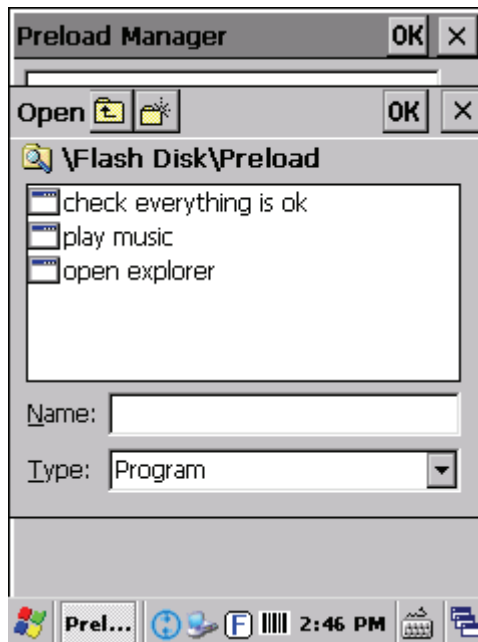 Preload Manager OK
Open OK
\Flash Disk\Preload
check everything is ok
play music
open explorer
Name:
Type: Program
Prel... F 2:46 PM